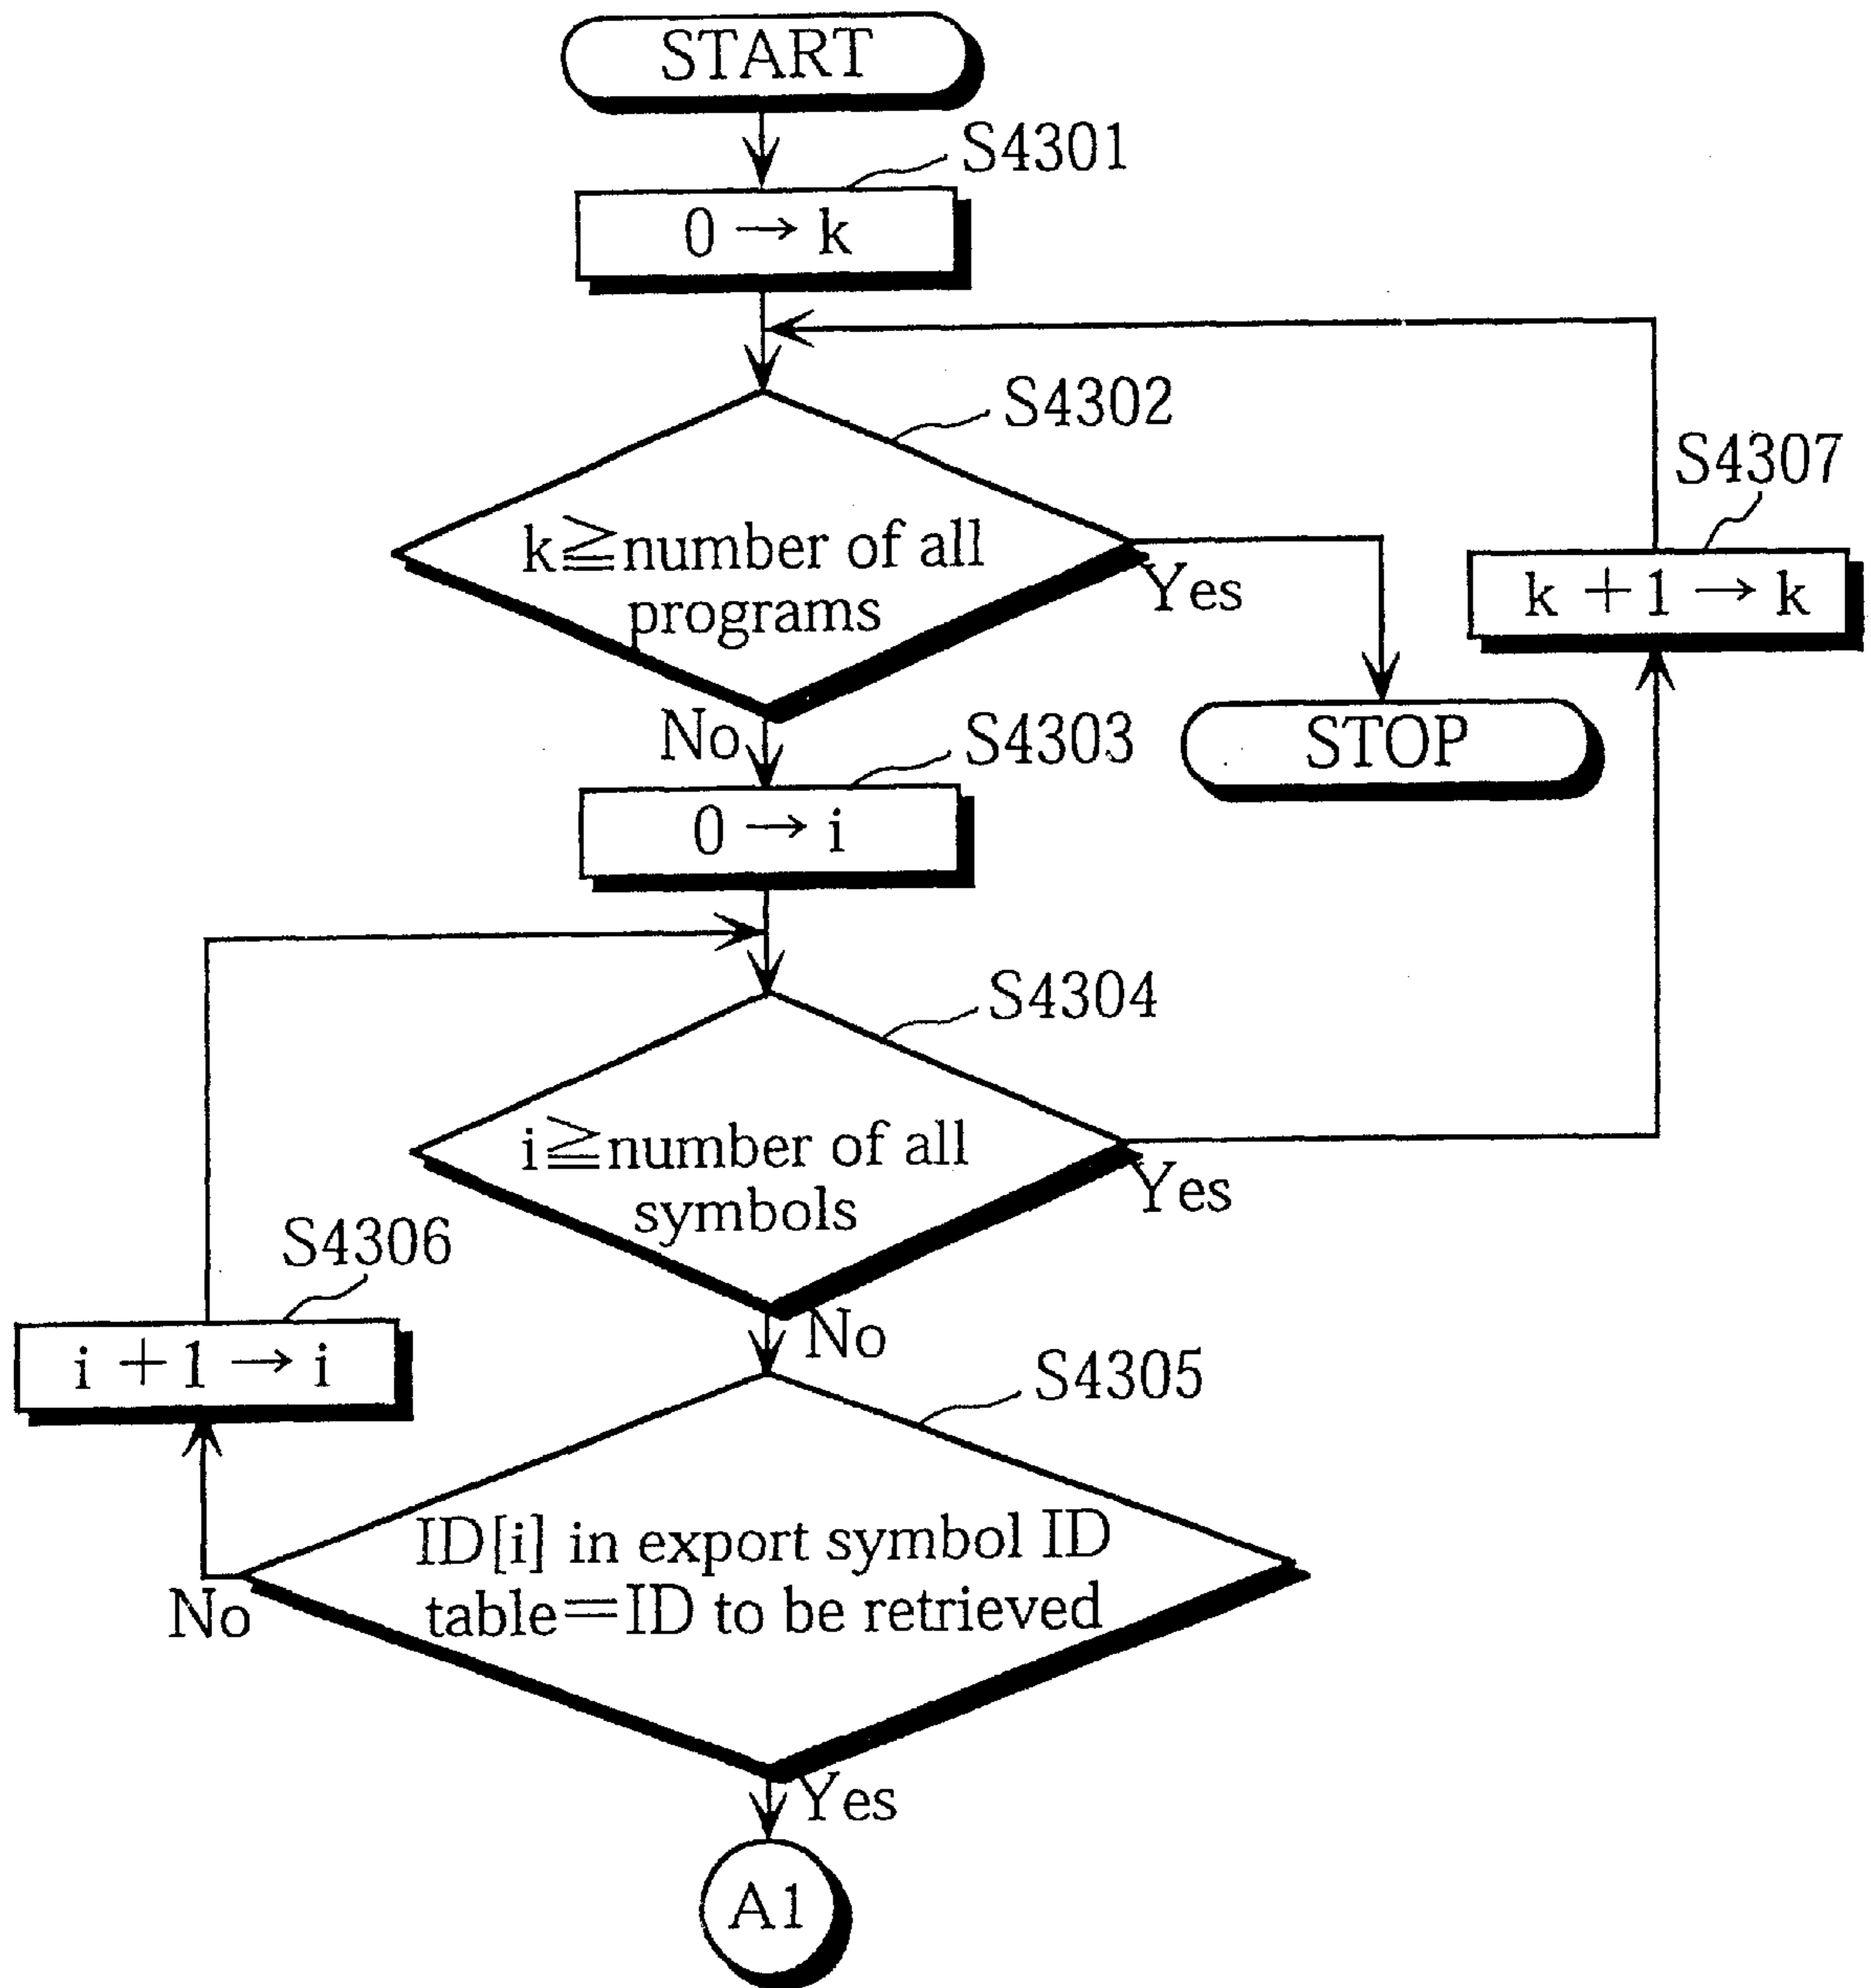 START
S4301
0 → k
S4302
k≧number of all
programs
Yes
S4307
k +1 → k
No
STOP
S4303
0 → i
S4304
i≧number of all
symbols
Yes
S4306
i +1 → i
No
S4305
ID[i] in export symbol ID
table=ID to be retrieved
No
Yes
A1